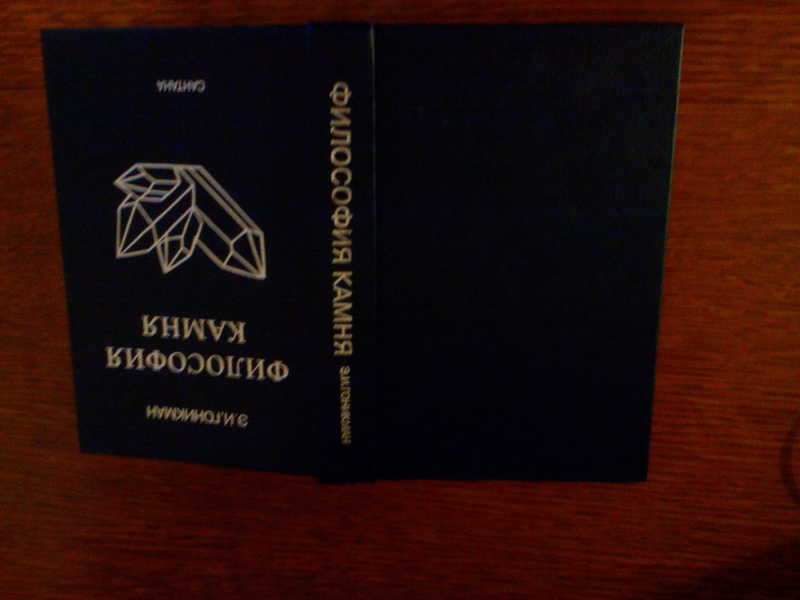 Э.И.ГОНИКМАН
ФИЛОСОФИЯ
КАМНЯ
САНТАНА
ФИЛОСОФИЯ КАМНЯ Э.И.ГОНИКМАН